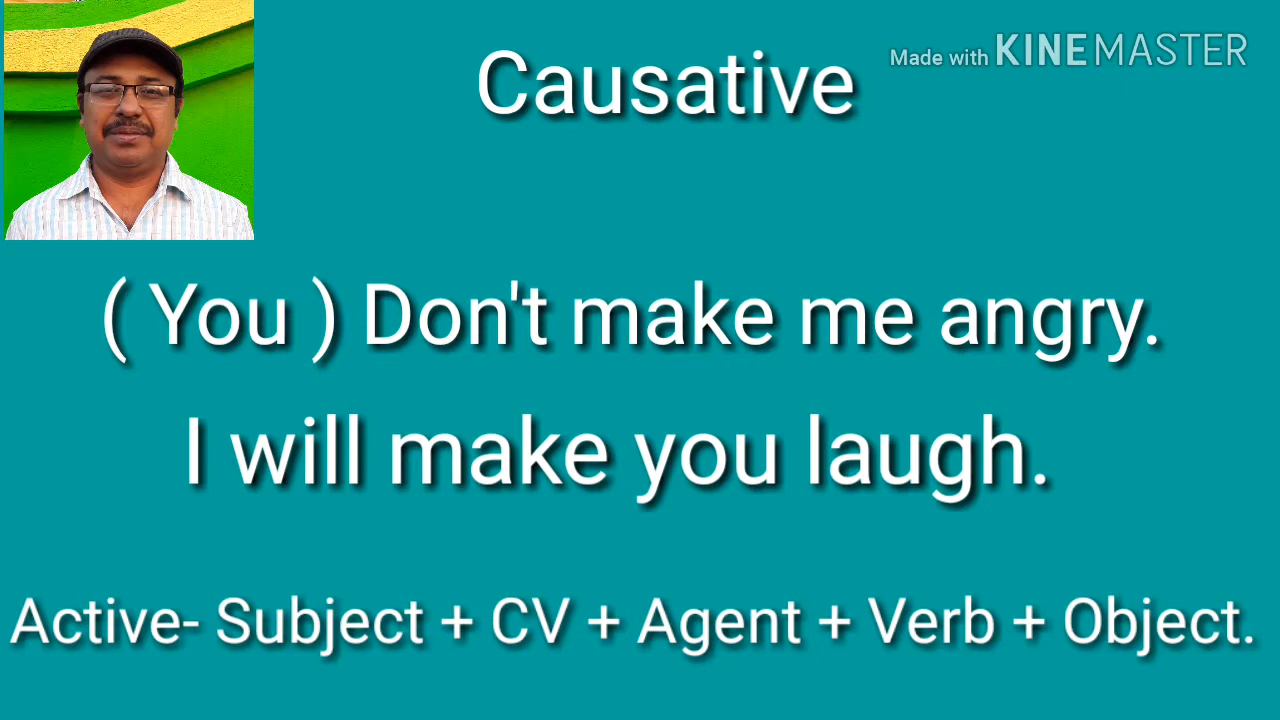 Causative
Made with KINEMASTER
( You ) Don't make me angry.
I will make you laugh.
Active- Subject + CV + Agent + Verb + Object.